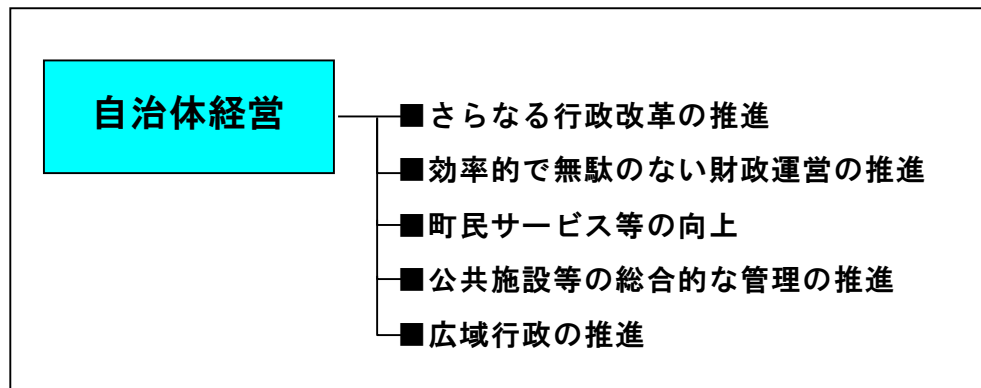 自治体経営
■さらなる行政改革の推進
■効率的で無駄のない財政運営の推進
■町民サービス等の向上
■公共施設等の総合的な管理の推進
■広域行政の推進